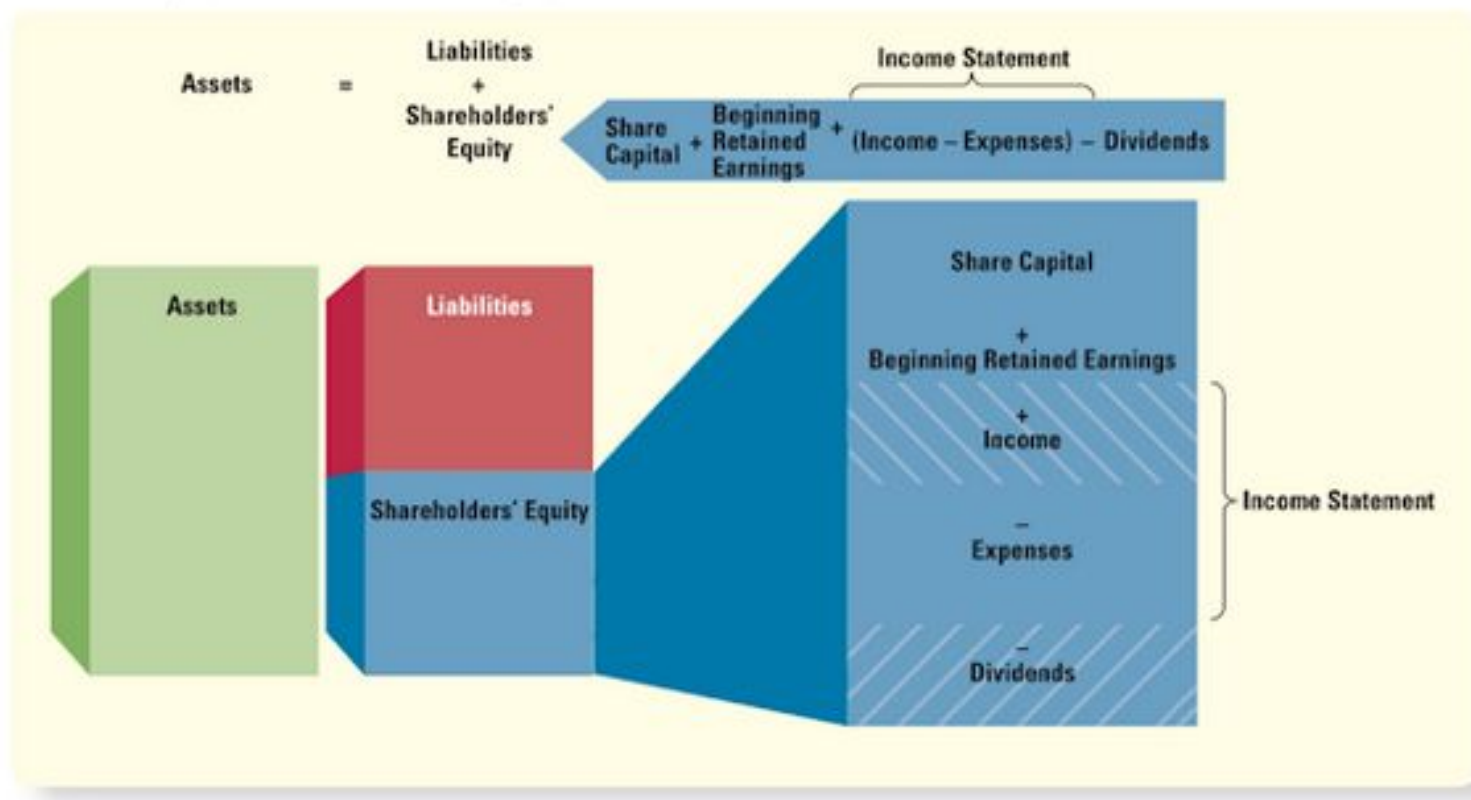 Assets = Liabilities
+
Shareholders'
Equity
Income Statement
Share
Capital + Beginning
Retained
Earnings + (Income – Expenses) – Dividends
Assets
Liabilities
Shareholders' Equity
Share Capital
+
Beginning Retained Earnings
+
Income
–
Expenses
–
Dividends
Income Statement